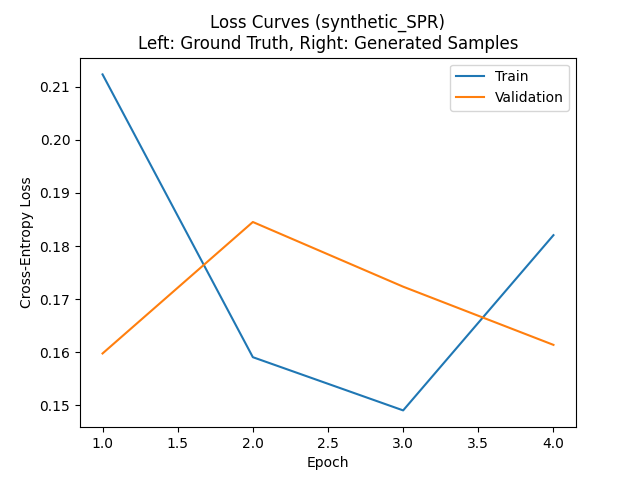 Loss Curves (synthetic_SPR)
Left: Ground Truth, Right: Generated Samples
Train
Validation
Cross-Entropy Loss
0.21
0.20
0.19
0.18
0.17
0.16
0.15
1.0 1.5 2.0 2.5 3.0 3.5 4.0
Epoch